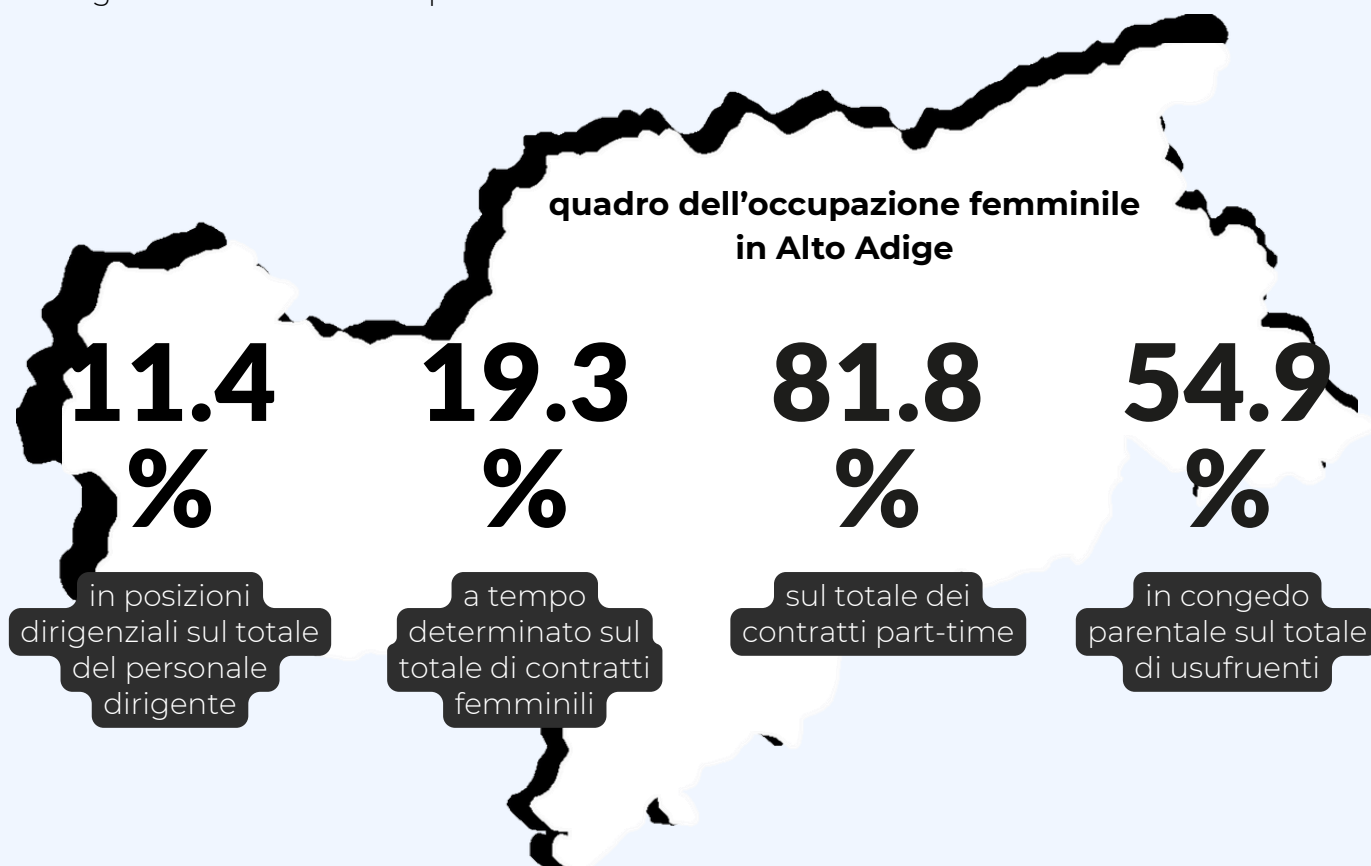 quadro dell’occupazione femminile
in Alto Adige
11.4
%
in posizioni
dirigenziali sul totale
del personale
dirigente
19.3
%
a tempo
determinato sul
totale di contratti
femminili
81.8
%
sul totale dei
contratti part-time
54.9
%
in congedo
parentale sul totale
di usufruenti